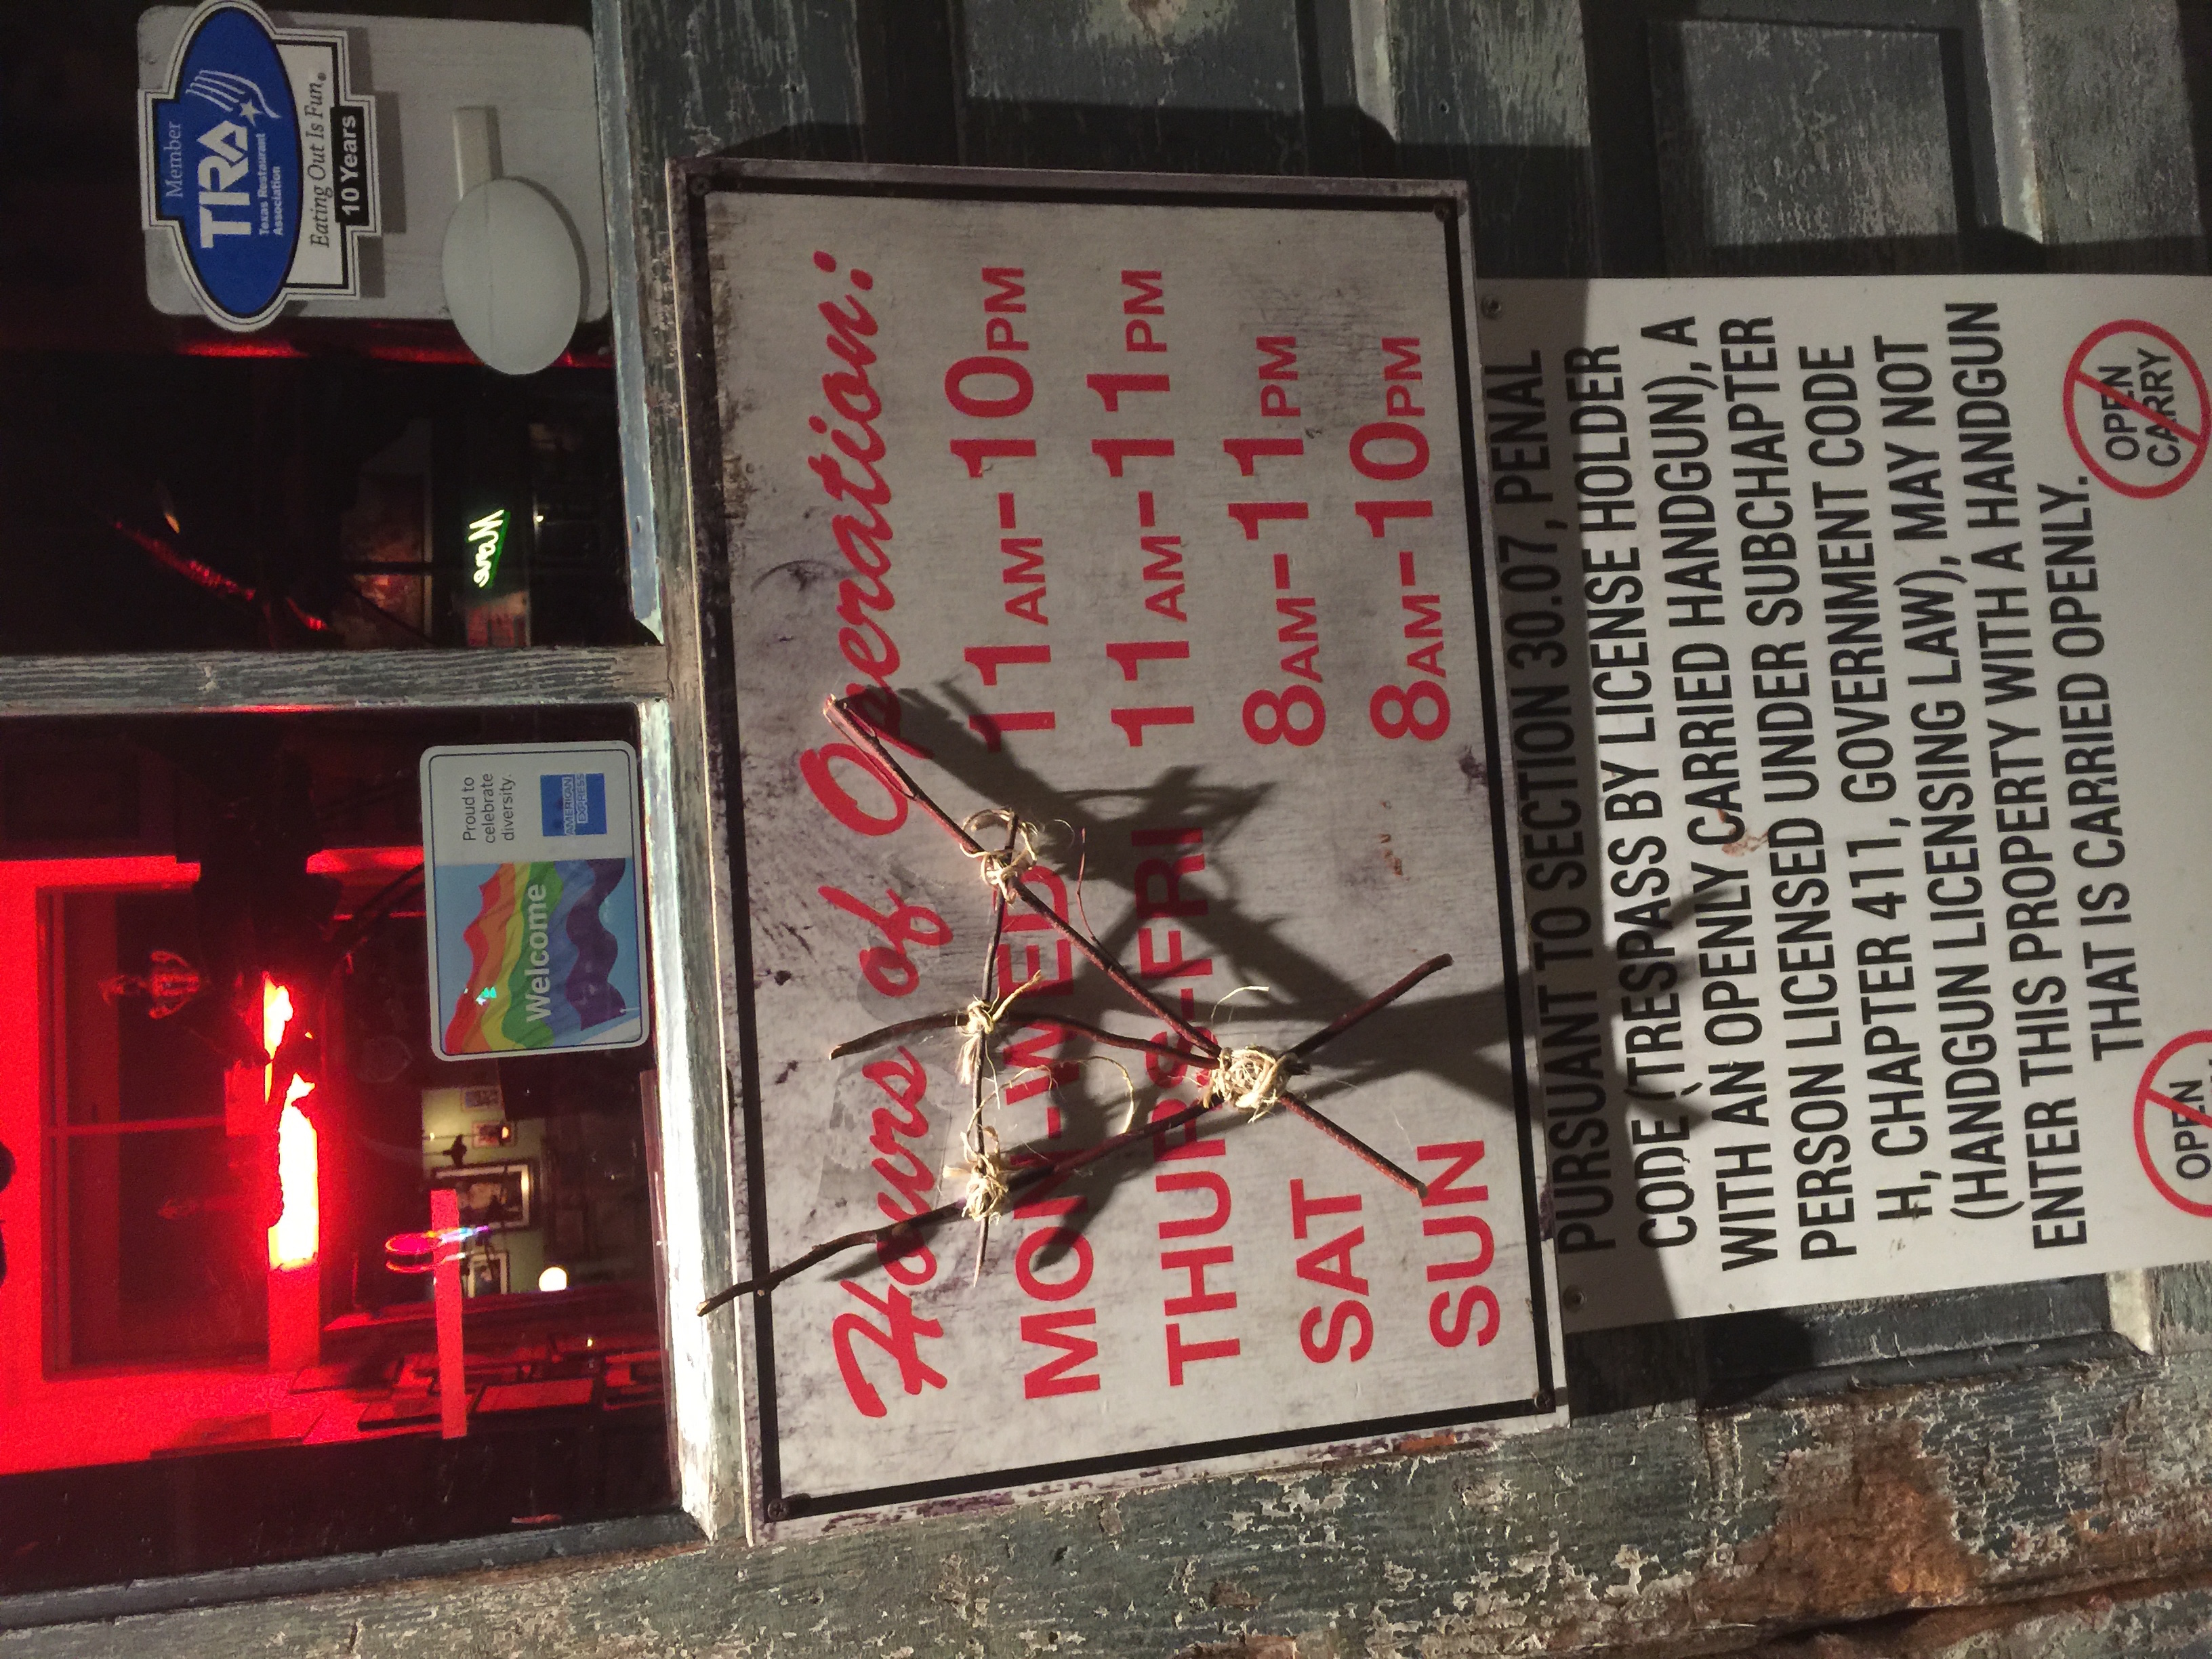 Member
TRA
Texas Restaurant
Association
Eating Out Is Fun.
10 Years
Welcome
Proud to
celebrate
diversity.
AMERICAN
EXPRESS
Hours of Operation:
MON-WED 11AM-10PM
THURS-FRI 11AM-11PM
SAT 8AM-11PM
SUN 8AM-10PM
PURSUANT TO SECTION 30.07, PENAL
CODE (TRESPASS BY LICENSE HOLDER
WITH AN OPENLY CARRIED HANDGUN), A
PERSON LICENSED UNDER SUBCHAPTER
H, CHAPTER 411, GOVERNMENT CODE
(HANDGUN LICENSING LAW), MAY NOT
ENTER THIS PROPERTY WITH A HANDGUN
THAT IS CARRIED OPENLY.
OPEN
OPEN
CARRY